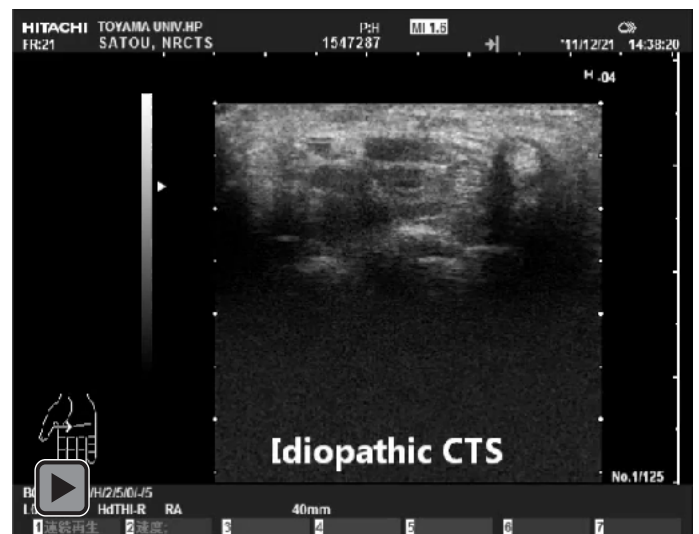 HITACHI TOYAMA UNIV.HP P:H MI 1.6
FR:21 SATOU, NRCTS 1547287 '11/12/21 14:38:20
H -04
Idiopathic CTS
No.1/125
HdTHI-R RA 40mm
1 連続再生 2 速度: 3 4 5 6 7